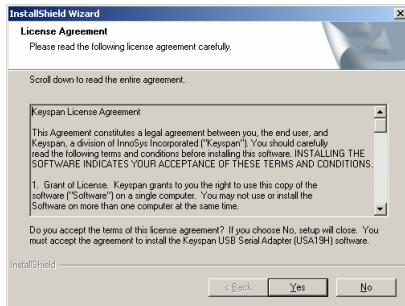 InstallShield Wizard
License Agreement
Please read the following license agreement carefully.
Scroll down to read the entire agreement.
Keyspan License Agreement
This Agreement constitutes a legal agreement between you, the end user, and
Keyspan, a division of InnoSys Incorporated ("Keyspan"). You should carefully
read the following terms and conditions before installing this software. INSTALLING THE
SOFTWARE INDICATES YOUR ACCEPTANCE OF THESE TERMS AND CONDITIONS.
1. Grant of License. Keyspan grants to you the right to use this copy of the
software ("Software") on a single computer. You may not use or install the
Software on more than one computer at the same time.
Do you accept the terms of this license agreement? If you choose No, setup will close. You
must accept the agreement to install the Keyspan USB Serial Adapter (USA19H) software.
InstallShield
< Back Yes No